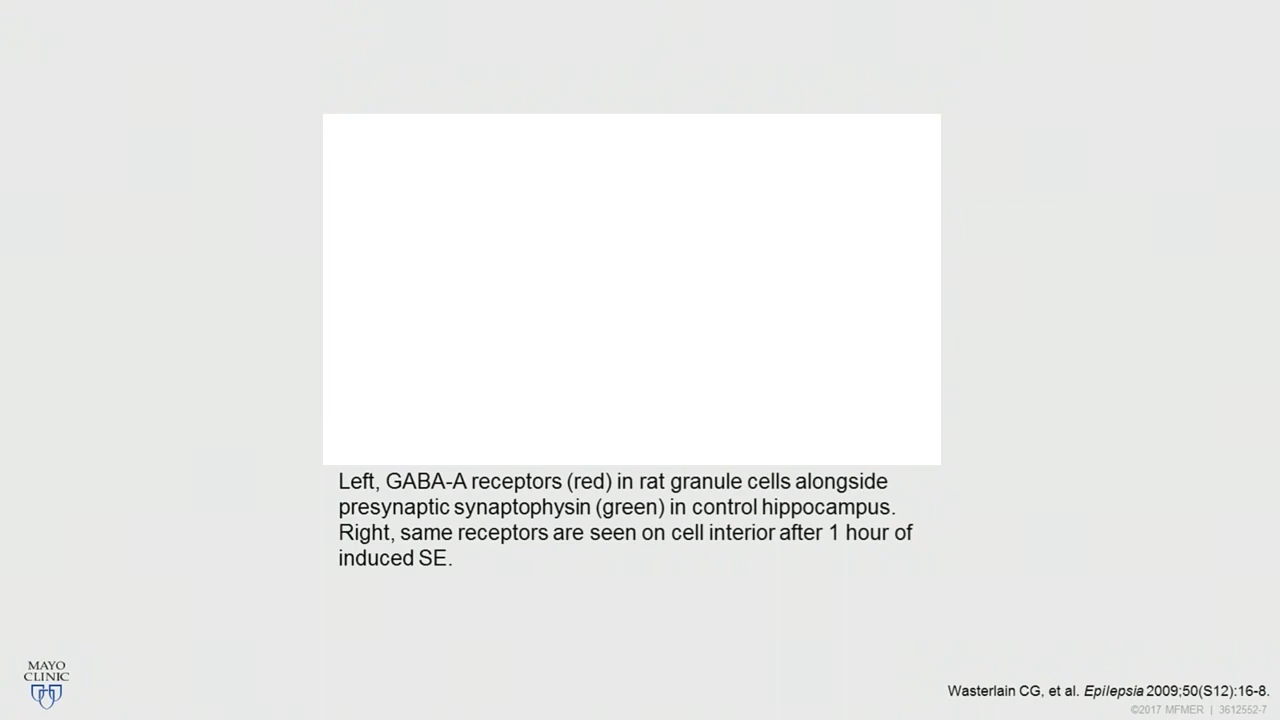 Left, GABA-A receptors (red) in rat granule cells alongside
presynaptic synaptophysin (green) in control hippocampus.
Right, same receptors are seen on cell interior after 1 hour of
induced SE.
MAYO
CLINIC
Wasterlain CG, et al. Epilepsia 2009;50(S12):16-8.
©2017 MFMER | 3612552-7